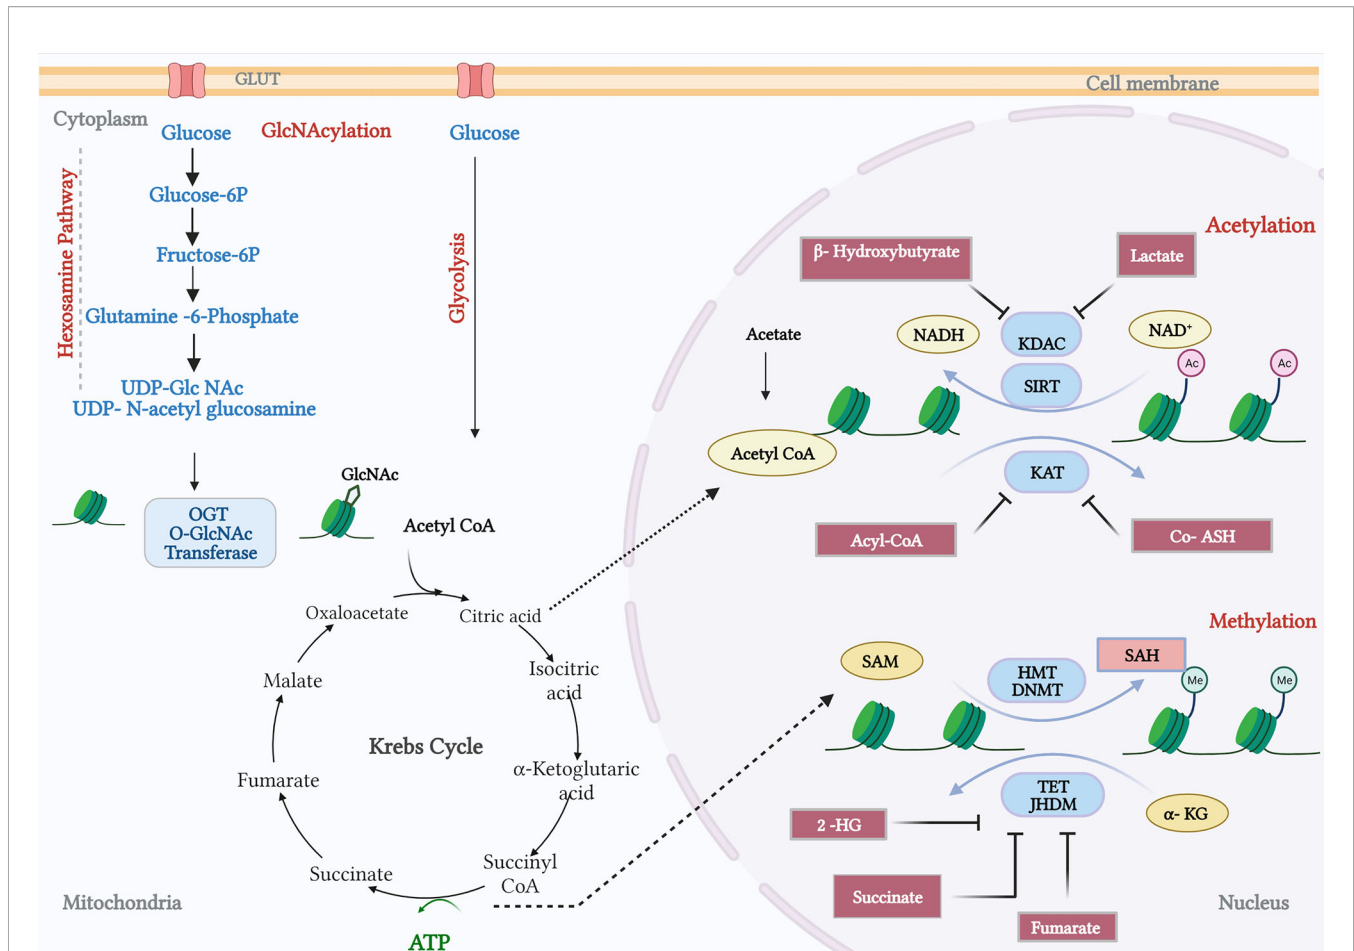 GLUT
Cell membrane
Cytoplasm
Glucose
GlcNAcylation
Glucose
Hexosamine Pathway
Glucose-6P
Fructose-6P
Glutamine -6-Phosphate
UDP-Glc NAc
UDP- N-acetyl glucosamine
OGT
O-GlcNAc
Transferase
GlcNAc
Glycolysis
Acetyl CoA
Oxaloacetate
Citric acid
Isocitric
acid
α-Ketoglutaric
acid
Succinyl
CoA
Succinate
Fumarate
Malate
Krebs Cycle
ATP
Mitochondria
Acetylation
β- Hydroxybutyrate
Lactate
Acetate
NADH
KDAC
NAD⁺
SIRT
Ac
Ac
Acetyl CoA
KAT
Acyl-CoA
Co- ASH
Methylation
SAM
HMT
DNMT
SAH
Me
Me
TET
JHDM
α- KG
2 -HG
Succinate
Fumarate
Nucleus